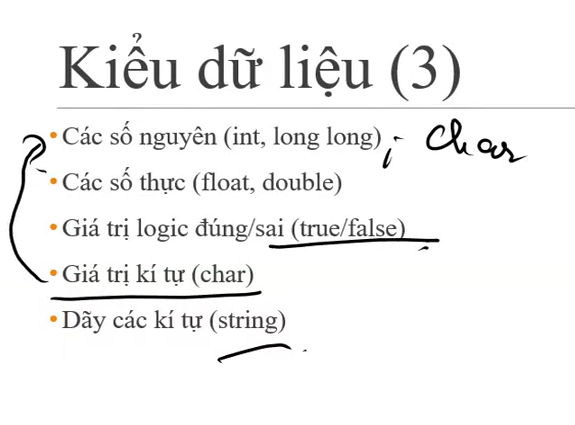 Kiểu dữ liệu (3)
• Các số nguyên (int, long long) ; char
• Các số thực (float, double)
• Giá trị logic đúng/sai (true/false)
• Giá trị kí tự (char)
• Dãy các kí tự (string)